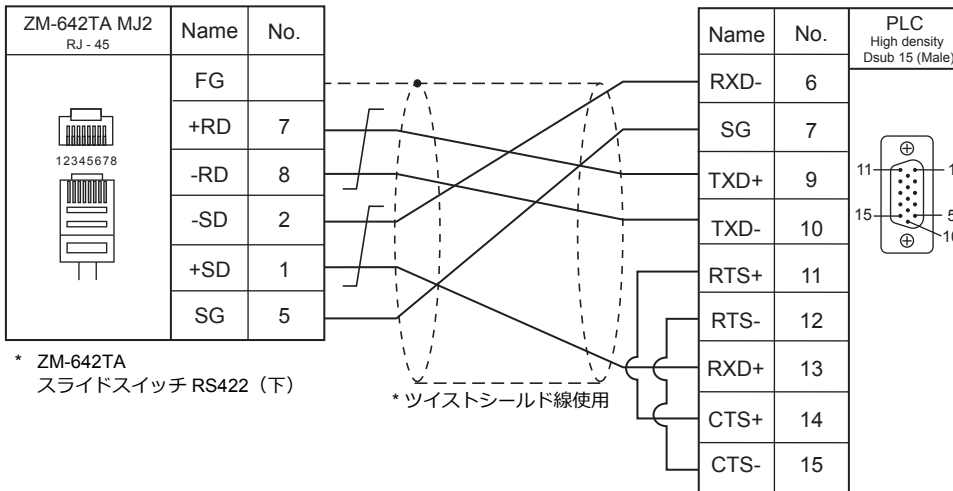 ZM-642TA MJ2
RJ - 45
Name
No.
FG
+RD 7
-RD 8
-SD 2
+SD 1
SG 5
12345678
* ZM-642TA
スライドスイッチ RS422（下）
* ツイストシールド線使用
Name
No.
PLC
High density
Dsub 15 (Male)
RXD- 6
SG 7
TXD+ 9
TXD- 10
RTS+ 11
RTS- 12
RXD+ 13
CTS+ 14
CTS- 15
11
1
15
5